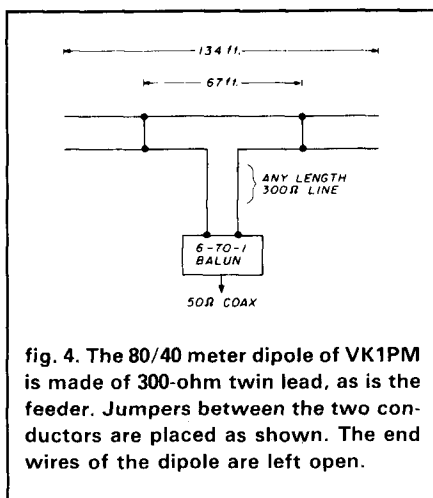 134 ft.
67 ft.
ANY LENGTH
300Ω LINE
6-TO-1
BALUN
50Ω COAX
fig. 4. The 80/40 meter dipole of VK1PM
is made of 300-ohm twin lead, as is the
feeder. Jumpers between the two con-
ductors are placed as shown. The end
wires of the dipole are left open.